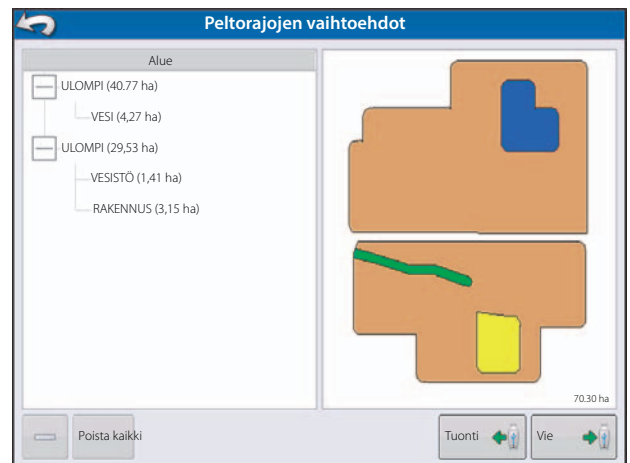 Peltorajojen vaihtoehdot
Alue
ULOMPI (40.77 ha)
VESI (4,27 ha)
ULOMPI (29,53 ha)
VESISTÖ (1,41 ha)
RAKENNUS (3,15 ha)
70.30 ha
Poista kaikki
Tuonti
Vie